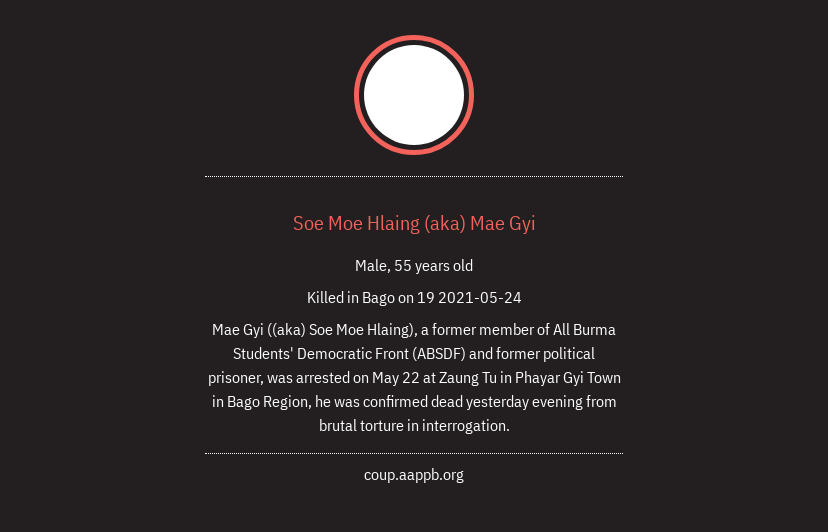 Soe Moe Hlaing (aka) Mae Gyi
Male, 55 years old
Killed in Bago on 19 2021-05-24
Mae Gyi ((aka) Soe Moe Hlaing), a former member of All Burma
Students' Democratic Front (ABSDF) and former political
prisoner, was arrested on May 22 at Zaung Tu in Phayar Gyi Town
in Bago Region, he was confirmed dead yesterday evening from
brutal torture in interrogation.
coup.aappb.org